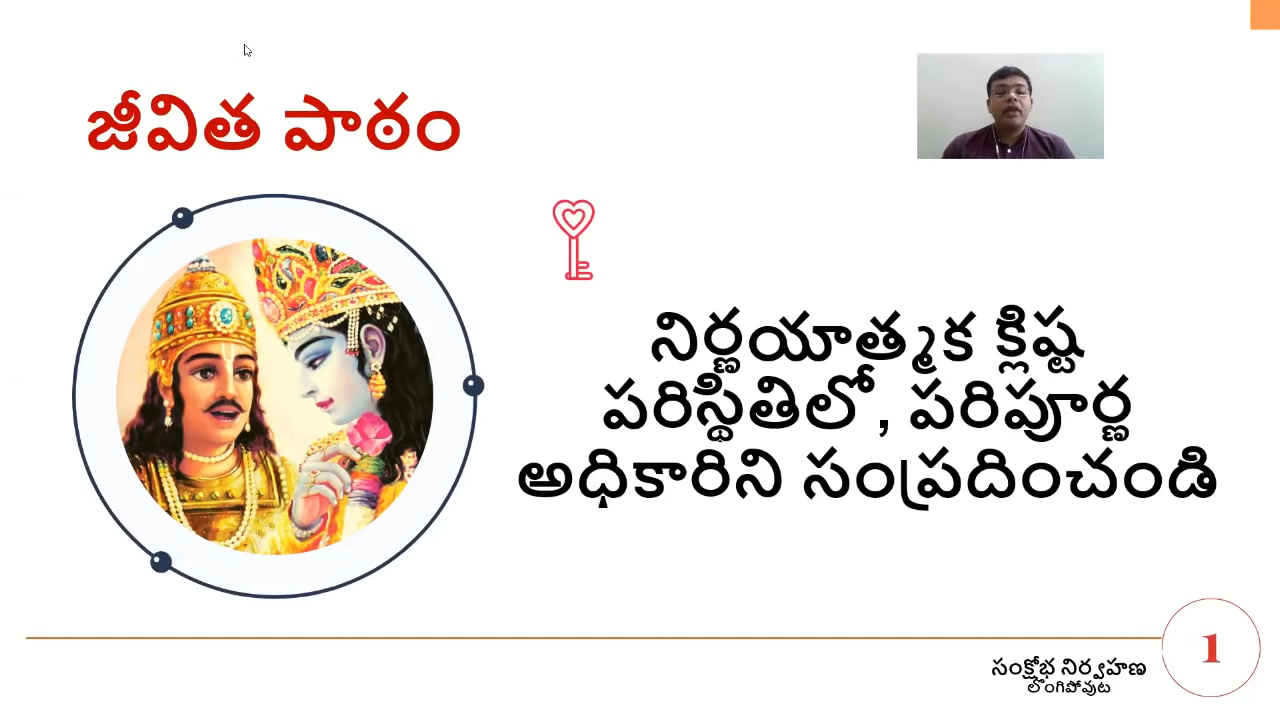 జీవిత పాఠం
నిర్ణయాత్మక క్లిష్ట
పరిస్థితిలో, పరిపూర్ణ
అధికారిని సంప్రదించండి
1
సంక్షోభ నిర్వహణ
లొంగిపోవుట